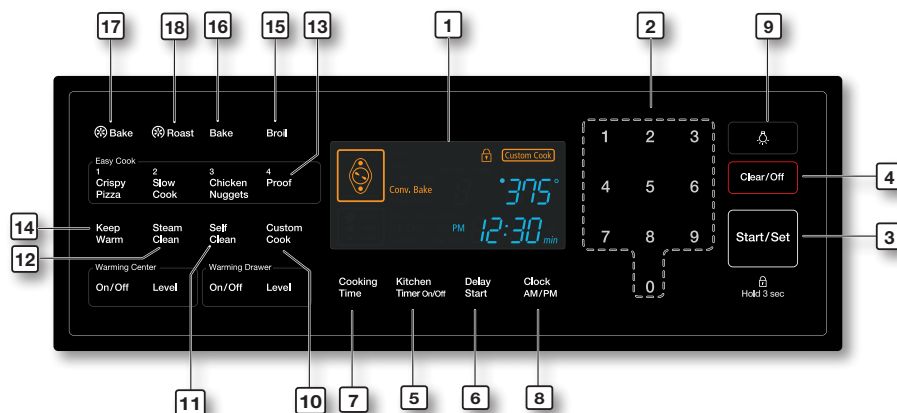 17 18 16 15 13 1 2 9
Bake Roast Bake Broil
Easy Cook
1 2 3 4
Crispy Slow Chicken Proof
Pizza Cook Nuggets
Custom Cook
Conv. Bake
375°
PM 12:30 min
1 2 3
4 5 6
7 8 9
0
Clear/Off
4
Start/Set
3
Hold 3 sec
14
12
Keep Steam Self Custom
Warm Clean Clean Cook
Warming Center Warming Drawer
On/Off Level On/Off Level
Cooking Kitchen Delay Clock
Time Timer On/Off Start AM/PM
11 10 7 5 6 8